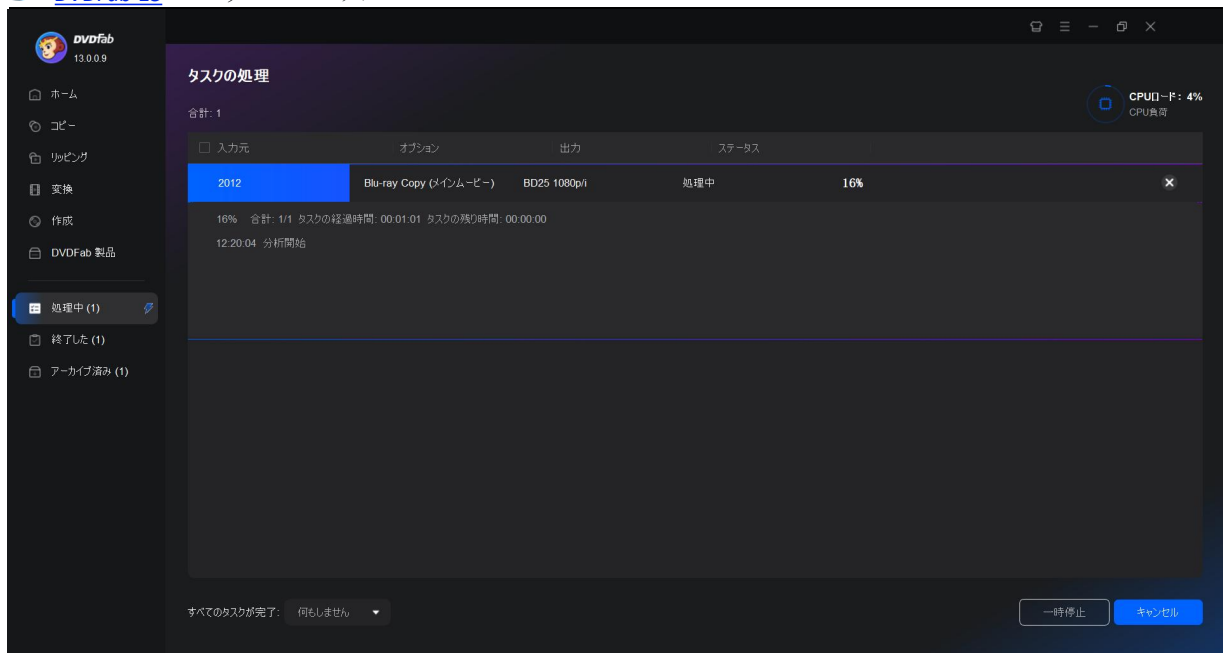 DVDFab
13.0.0.9
ホーム
コピー
リッピング
変換
作成
DVDFab 製品
処理中 (1)
終了した (1)
アーカイブ済み (1)
タスクの処理
合計: 1
CPUロード: 4%
CPU負荷
入力元 オプション 出力 ステータス
2012 Blu-ray Copy (メインムービー) BD25 1080p/i 処理中 16%
16% 合計: 1/1 タスクの経過時間: 00:01:01 タスクの残り時間: 00:00:00
12:20:04 分析開始
すべてのタスクが完了: 何もしません
一時停止 キャンセル